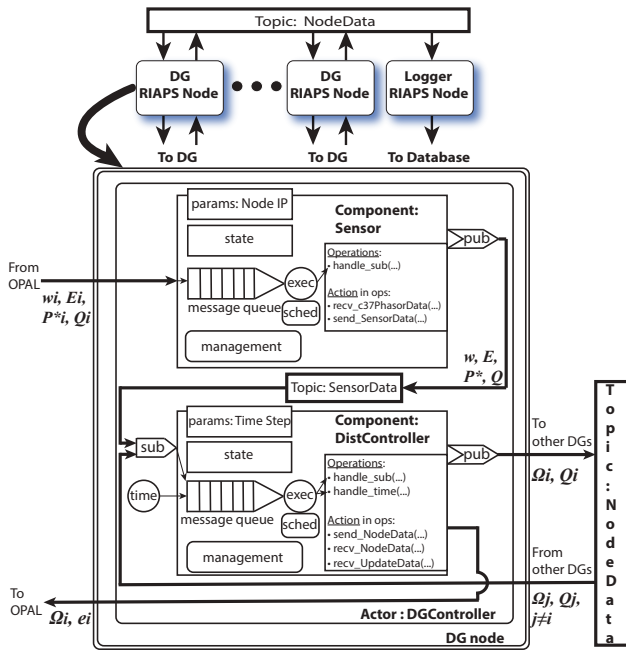 Topic: NodeData
DG
RIAPS Node
DG
RIAPS Node
Logger
RIAPS Node
To DG
To DG
To Database
params: Node IP
state
Component:
Sensor
pub
Operations:
• handle_sub(...)
Action in ops:
• recv_c37PhasorData(...)
• send_SensorData(...)
From
OPAL
wi, Ei,
P*i, Qi
message queue
exec
sched
management
w, E,
P*, Q
Topic: SensorData
params: Time Step
state
Component:
DistController
sub
pub
To
other DGs
Ωi, Qi
Operations:
• handle_sub(...)
• handle_time(...)
Action in ops:
• send_NodeData(...)
• recv_NodeData(...)
• recv_UpdateData(...)
time
message queue
exec
sched
management
From
other DGs
Ωj, Qj,
j≠i
To
OPAL
Ωi, ei
Actor : DGController
DG node
Topic:NodeData